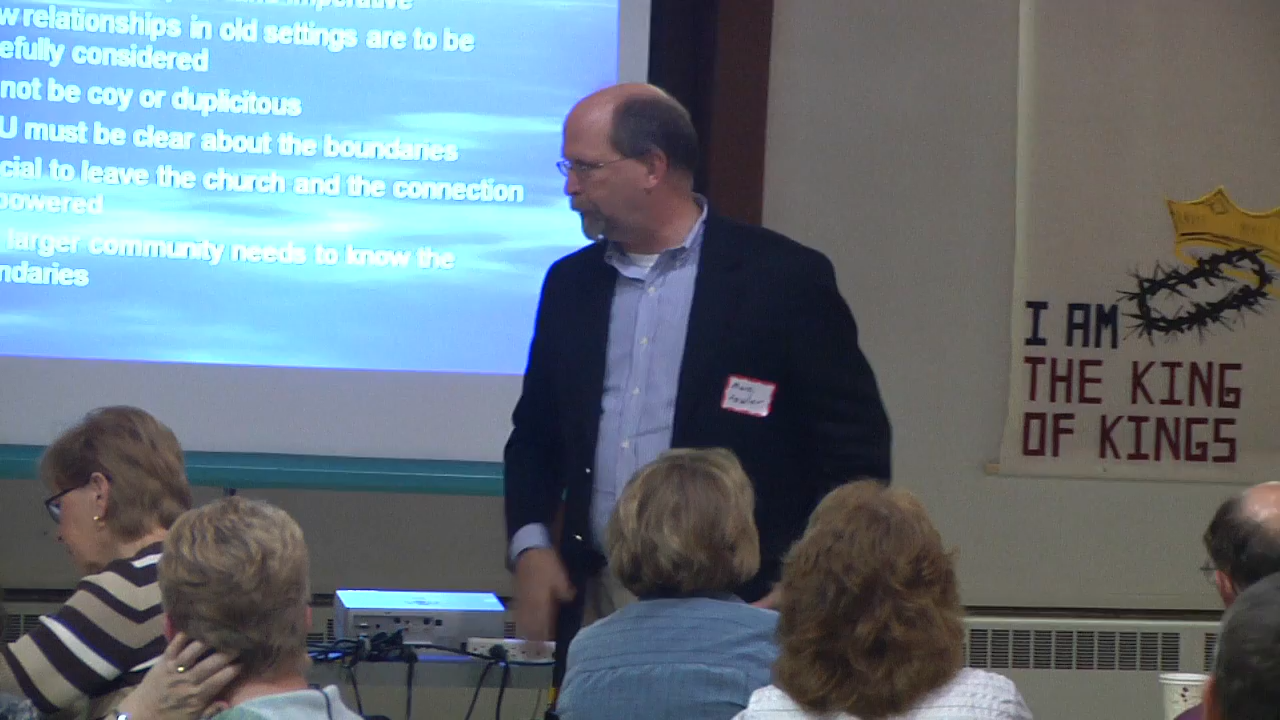 imperative
w relationships in old settings are to be
efully considered
not be coy or duplicitous
U must be clear about the boundaries
cial to leave the church and the connection
powered
larger community needs to know the
ndaries
I AM
THE KING
OF KINGS